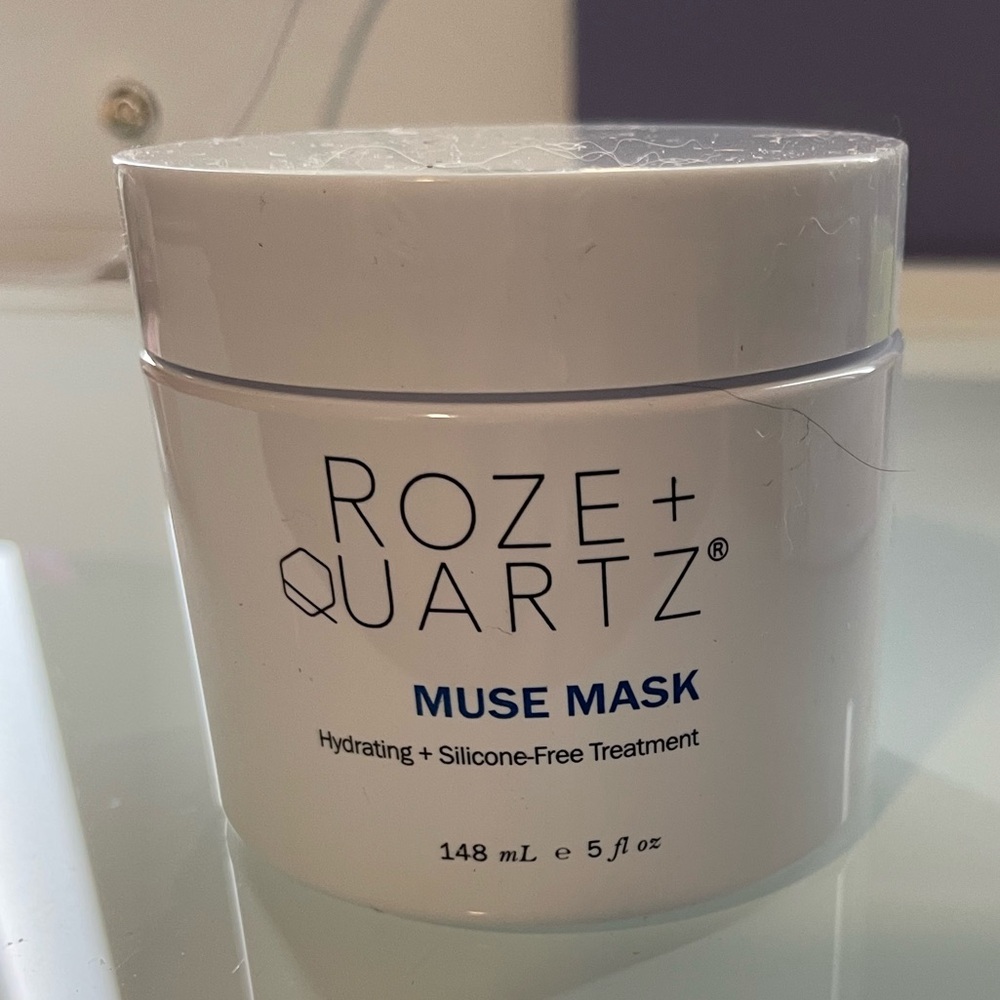 ROZE +
QUARTZ®
MUSE MASK
Hydrating + Silicone-Free Treatment
148 mL ℮ 5 fl oz